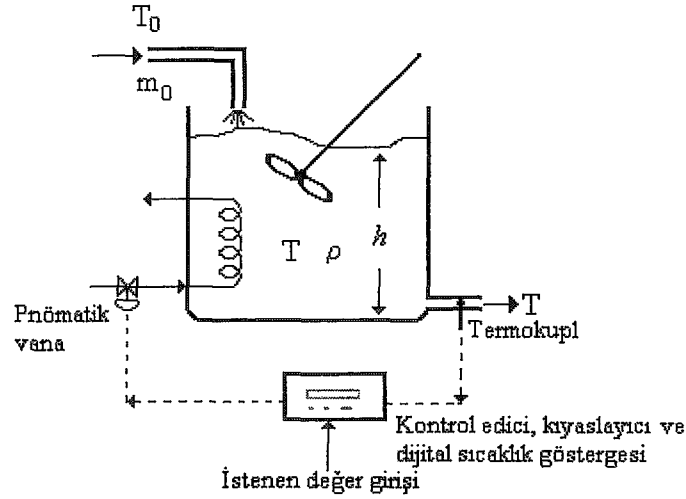 T0
m0
T ρ
h
T
Pnömatik
vana
Termokupl
Kontrol edici, kıyaslayıcı ve
dijital sıcaklık göstergesi
İstenen değer girişi